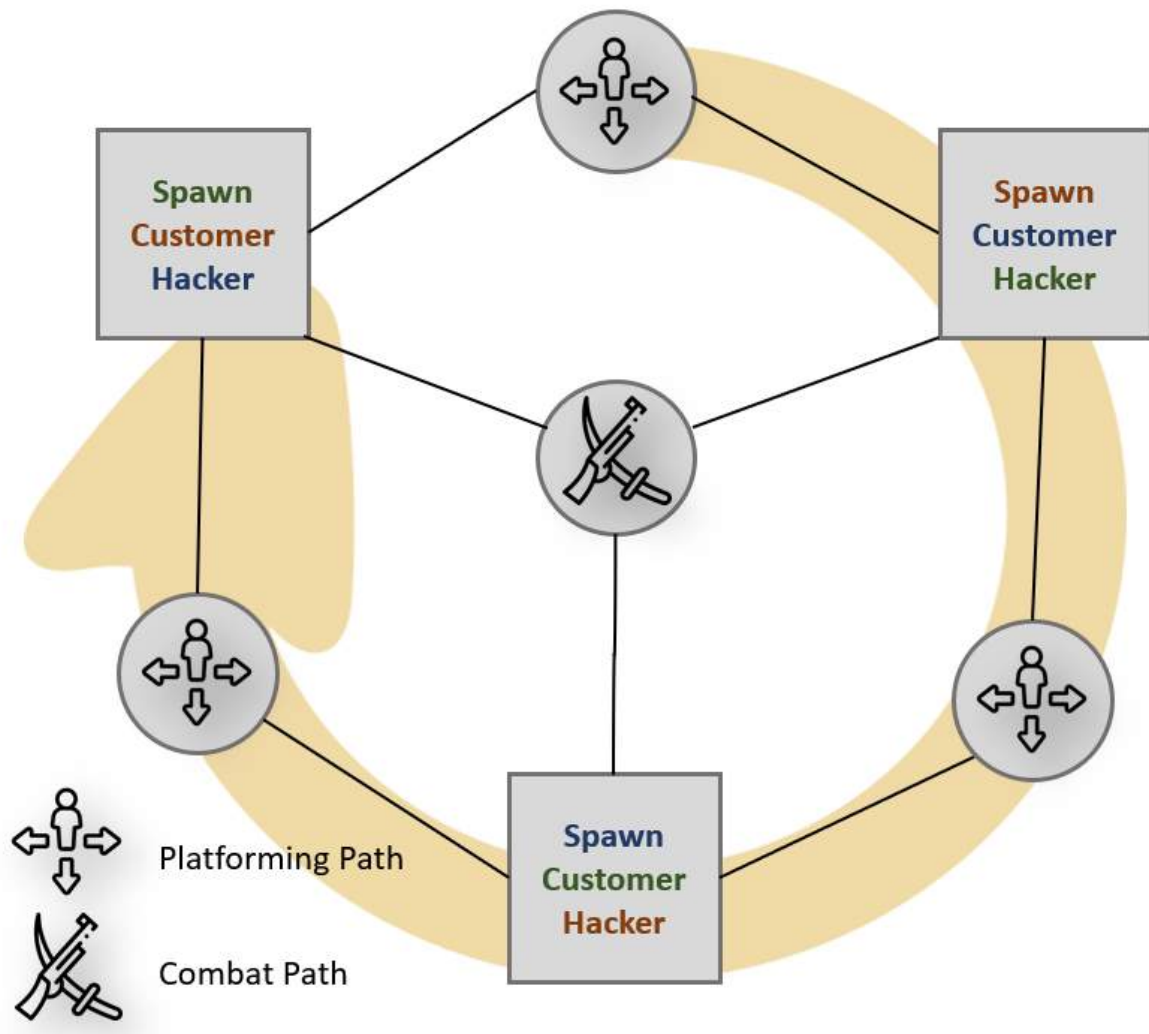 Spawn
Customer
Hacker
Spawn
Customer
Hacker
Spawn
Customer
Hacker
Platforming Path
Combat Path